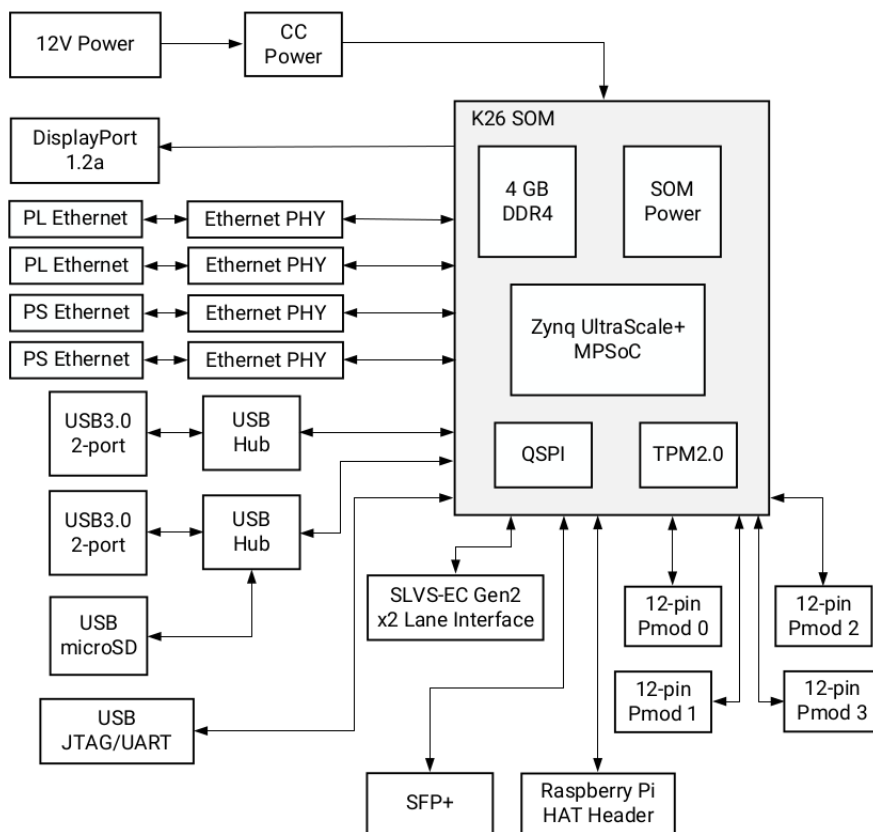 12V Power
CC
Power
K26 SOM
DisplayPort
1.2a
4 GB
DDR4
SOM
Power
PL Ethernet
Ethernet PHY
PL Ethernet
Ethernet PHY
PS Ethernet
Ethernet PHY
PS Ethernet
Ethernet PHY
Zynq UltraScale+
MPSoC
USB3.0
2-port
USB
Hub
QSPI
TPM2.0
USB3.0
2-port
USB
Hub
SLVS-EC Gen2
x2 Lane Interface
12-pin
Pmod 0
12-pin
Pmod 2
USB
microSD
12-pin
Pmod 1
12-pin
Pmod 3
USB
JTAG/UART
SFP+
Raspberry Pi
HAT Header